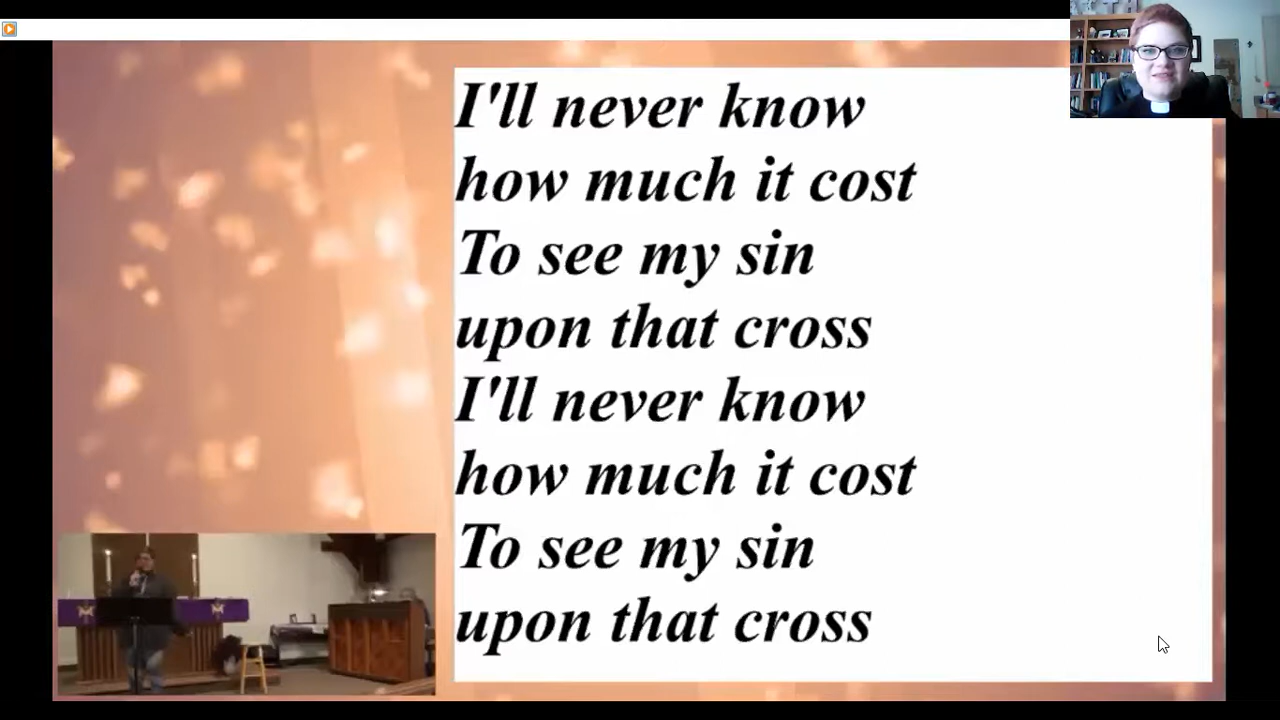 I'll never know
how much it cost
To see my sin
upon that cross
I'll never know
how much it cost
To see my sin
upon that cross